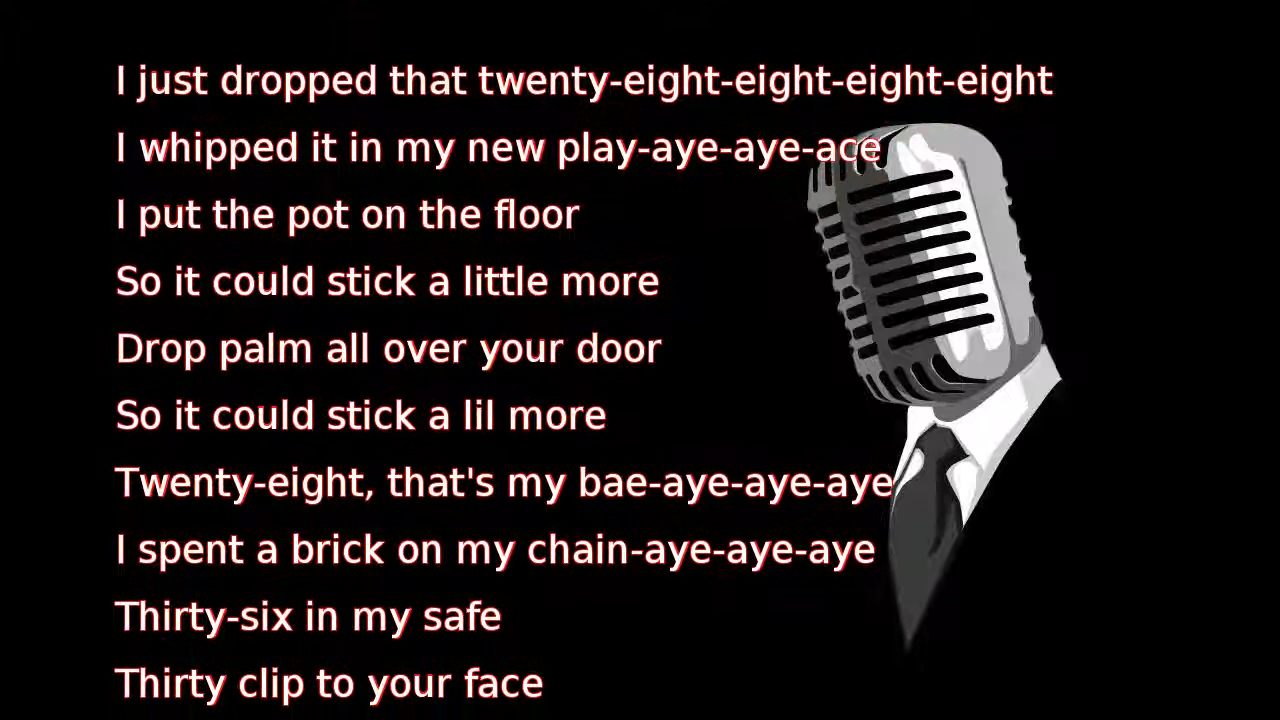 I just dropped that twenty-eight-eight-eight-eight
I whipped it in my new play-aye-aye-ace
I put the pot on the floor
So it could stick a little more
Drop palm all over your door
So it could stick a lil more
Twenty-eight, that's my bae-aye-aye-aye
I spent a brick on my chain-aye-aye-aye
Thirty-six in my safe
Thirty clip to your face